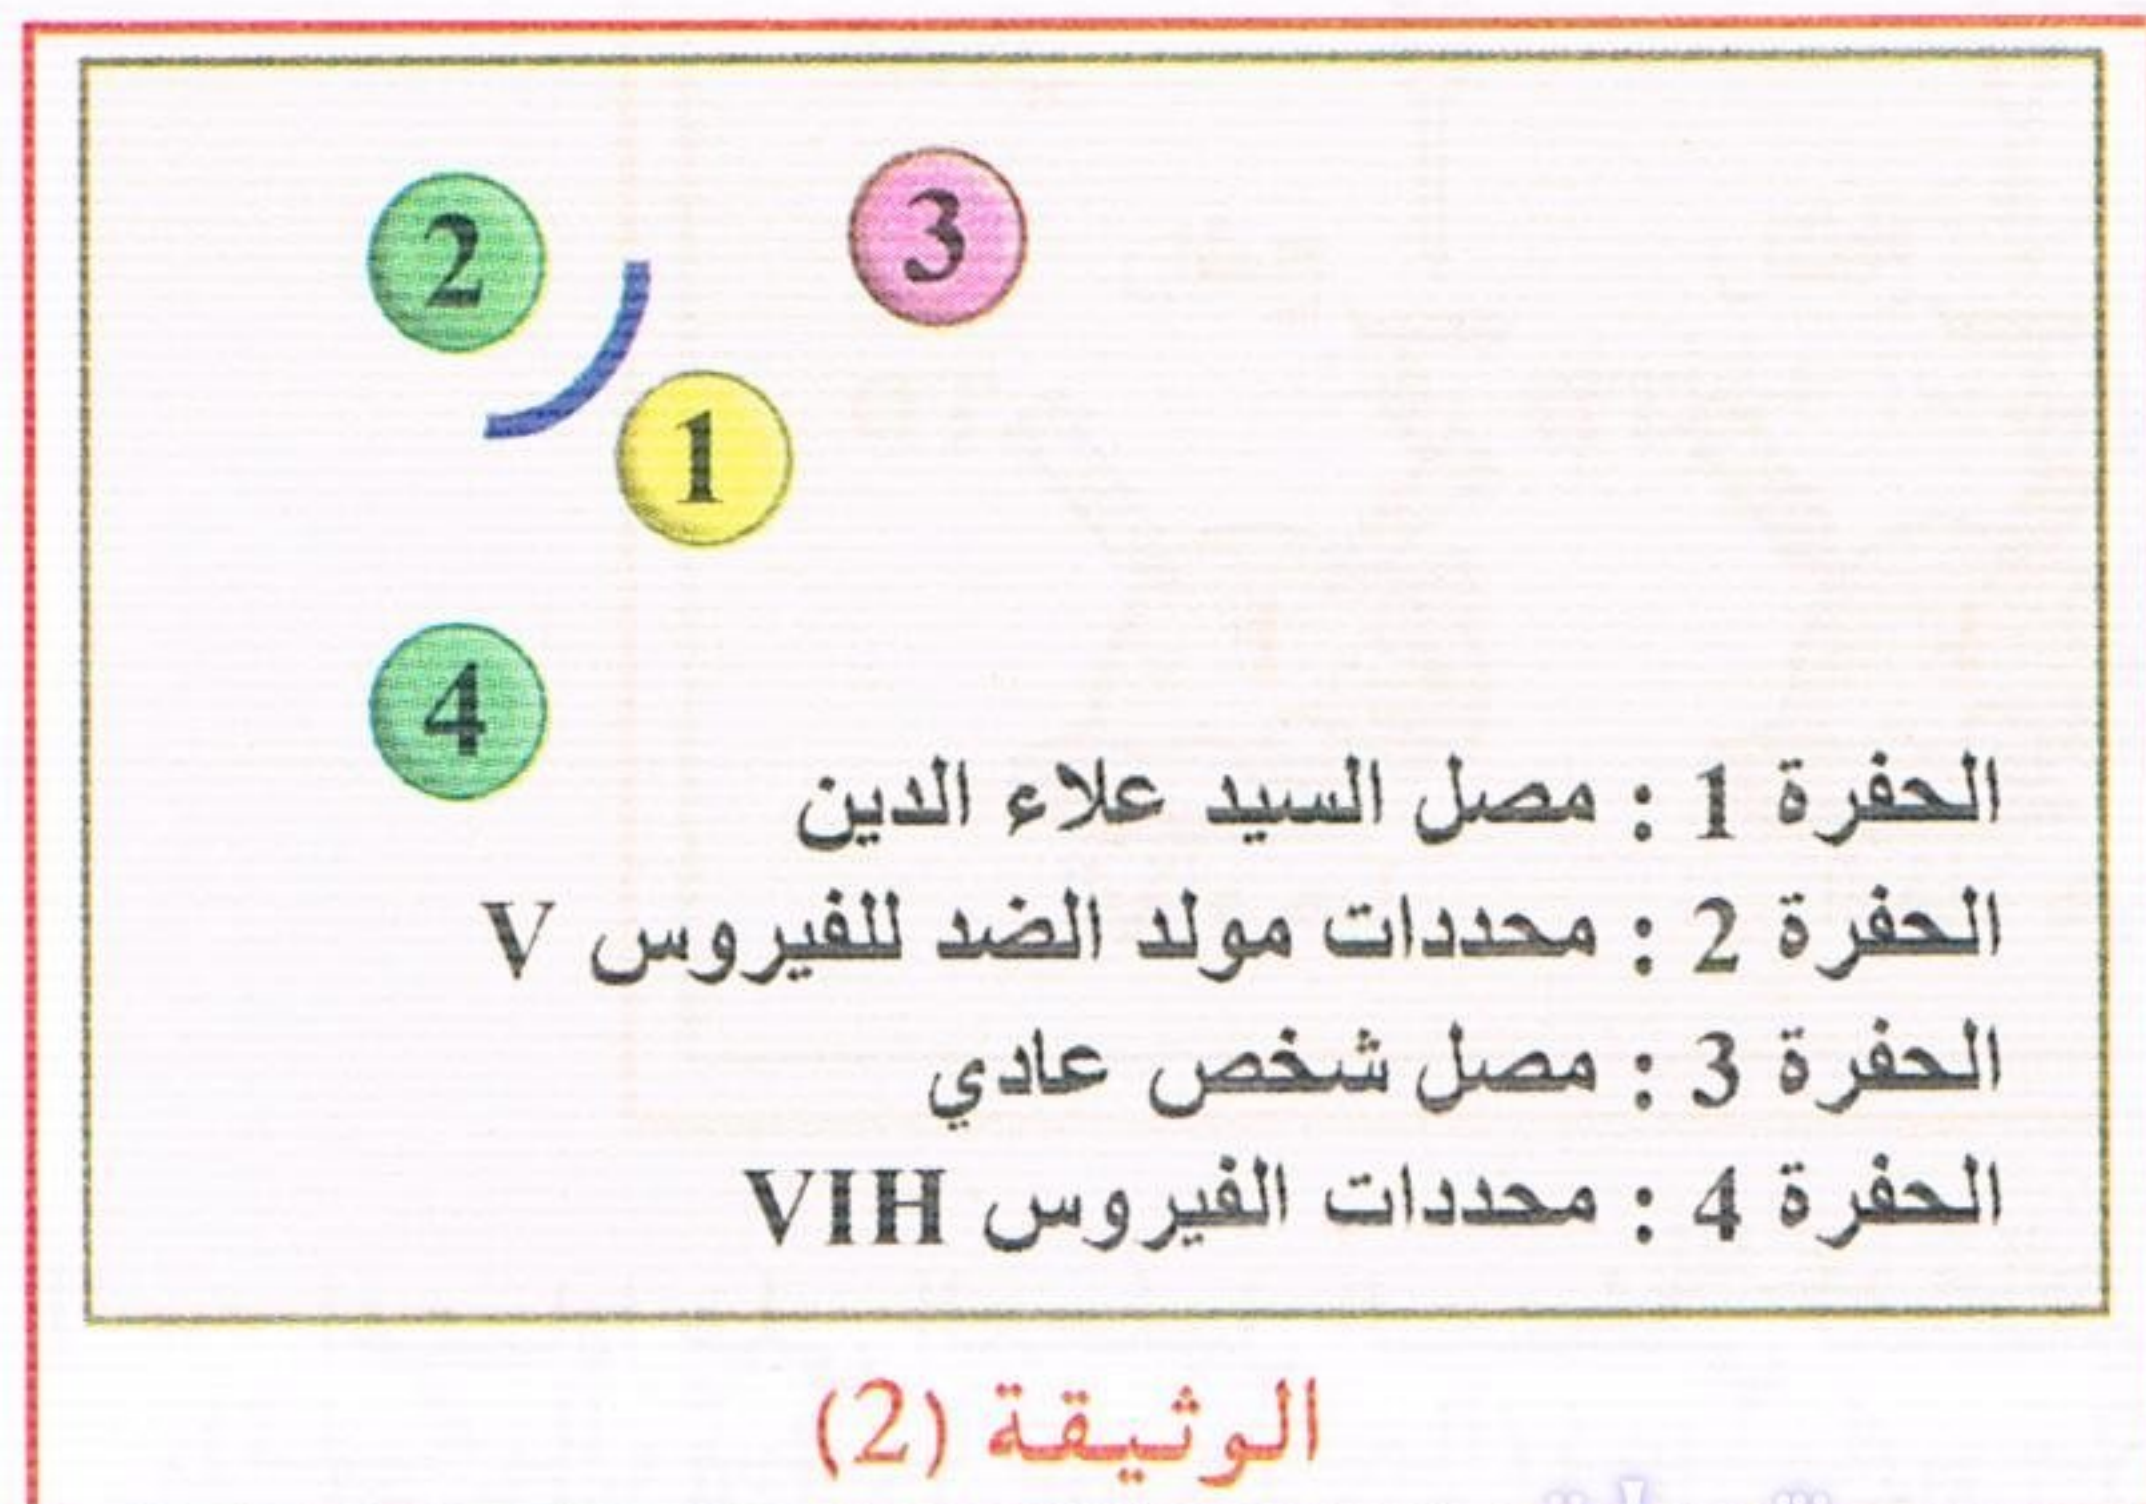 2
3
1
4
الحفرة 1 : مصل السيد علاء الدين
الحفرة 2 : محددات مولد الضد للفيروس V
الحفرة 3 : مصل شخص عادي
الحفرة 4 : محددات الفيروس VIH
الوثيقة (2)